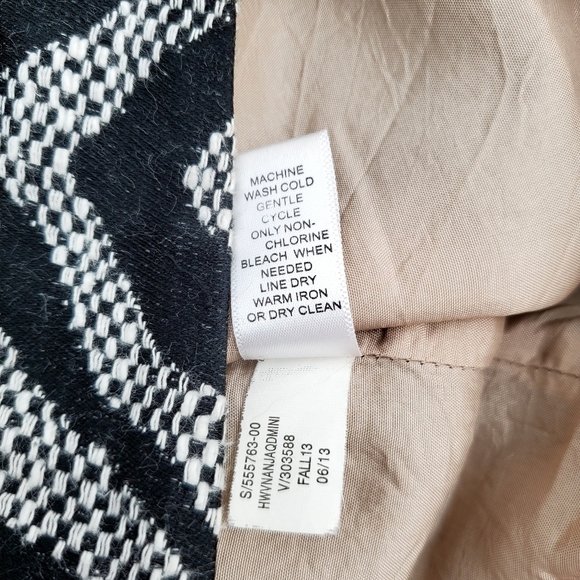 MACHINE
WASH COLD
GENTLE
CYCLE
ONLY NON-
CHLORINE
BLEACH WHEN
NEEDED
LINE DRY
WARM IRON
OR DRY CLEAN
S/555763-00
HWVNANJAQDMINI
V/303588
FALL13
06/13